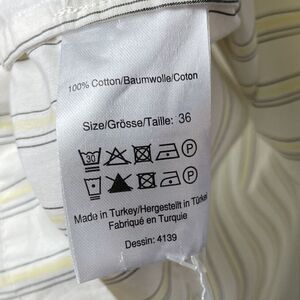 100% Cotton/Baumwolle/Coton
Size/Grösse/Taille: 36
30 P
P
Made in Turkey/Hergestellt in Türkei
Fabriqué en Turquie
Dessin: 4139